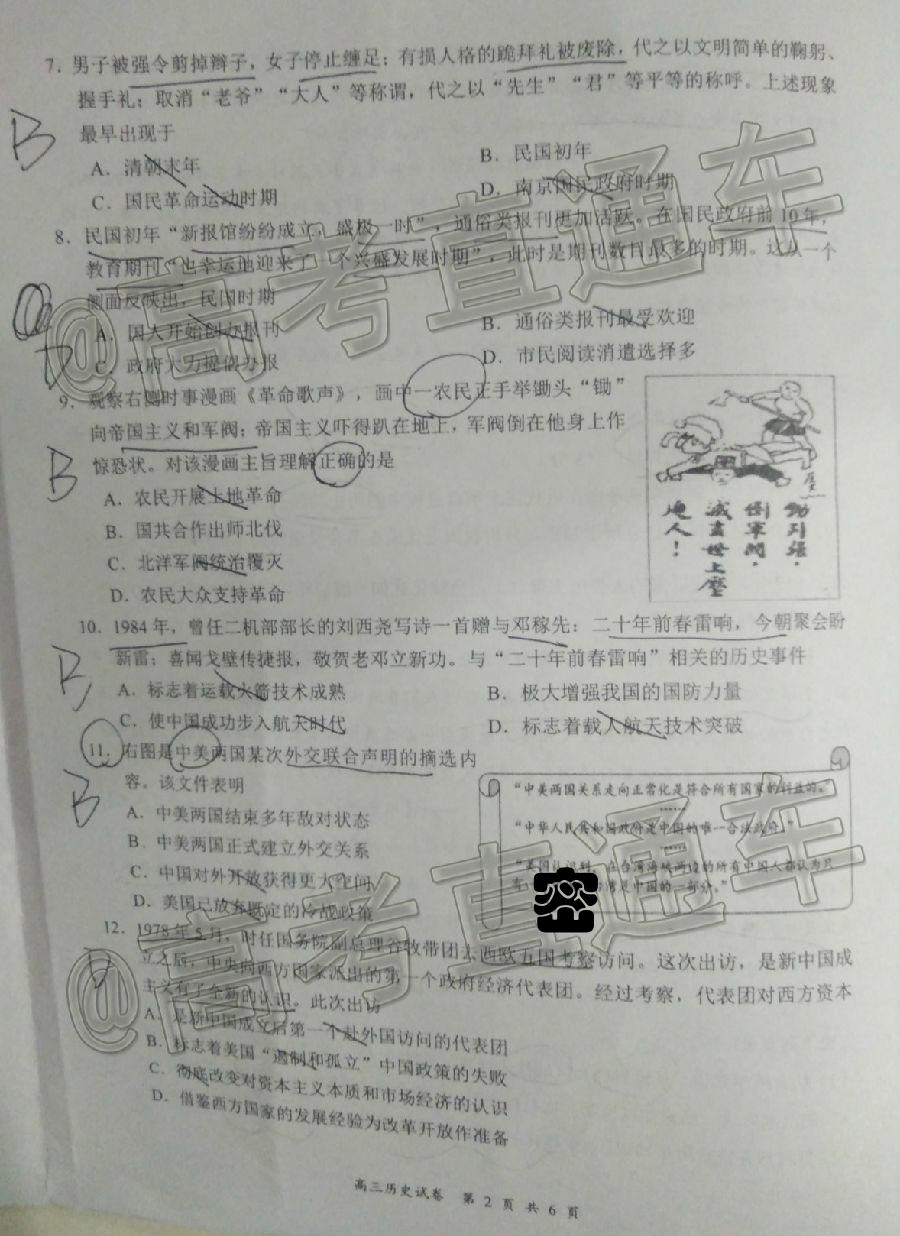 7. 男子被强令剪掉辫子，女子停止缠足；有损人格的跪拜礼被废除，代之以文明简单的鞠躬、
握手礼；取消“老爷”“大人”等称谓，代之以“先生”“君”等平等的称呼。上述现象
最早出现于
B
A. 清朝末年
B. 民国初年
C. 国民革命运动时期
D. 南京国民政府时期
8. 民国初年“新报馆纷纷成立，盛极一时”，通俗类报刊更加活跃。在国民政府前10年，
教育期刊“也幸运地迎来了一个兴盛发展时期”，此时是期刊数目最多的时期。这从一个
侧面反映出，民国时期
D
A. 国人开始创办报刊
B. 通俗类报刊最受欢迎
C. 政府大力提倡办报
D. 市民阅读消遣选择多
9. 观察右侧时事漫画《革命歌声》，画中一农民正手举锄头“锄”
向帝国主义和军阀；帝国主义吓得趴在地上，军阀倒在他身上作
惊恐状。对该漫画主旨理解正确的是
B
A. 农民开展土地革命
B. 国共合作出师北伐
C. 北洋军阀统治覆灭
D. 农民大众支持革命
倒军阀，
10. 1984年，曾任二机部部长的刘西尧写诗一首赠与邓稼先：二十年前春雷响，今朝聚会盼
新雷；喜闻戈壁传捷报，敬贺老邓立新功。与“二十年前春雷响”相关的历史事件
B
A. 标志着运载火箭技术成熟
B. 极大增强我国的国防力量
C. 使中国成功步入航天时代
D. 标志着载人航天技术突破
11. 右图是中美两国某次外交联合声明的摘选内
容。该文件表明
B
A. 中美两国结束多年敌对状态
B. 中美两国正式建立外交关系
C. 中国对外开放获得更大空间
D. 美国已放弃既定的冷战政策
“中美两国关系走向正常化是符合所有国家的利益的。”
……
“中华人民共和国政府是中国的唯一合法政府。”
……
“美国认识到，在台湾海峡两边的所有中国人都认为只
有 湾是中国的一部分。”
12. 1978年5月，时任国务院副总理谷牧带团去西欧五国考察访问。这次出访，是新中国成
立之后，中央向西方国家派出的第一个政府经济代表团。经过考察，代表团对西方资本
主义有了全新的认识。此次出访
D
A. 是新中国成立后第一个赴外国访问的代表团
B. 标志着美国“遏制和孤立”中国政策的失败
C. 彻底改变对资本主义本质和市场经济的认识
D. 借鉴西方国家的发展经验为改革开放作准备
高三历史试卷 第 2 页 共 6 页
@高考直通车
@高考直通车